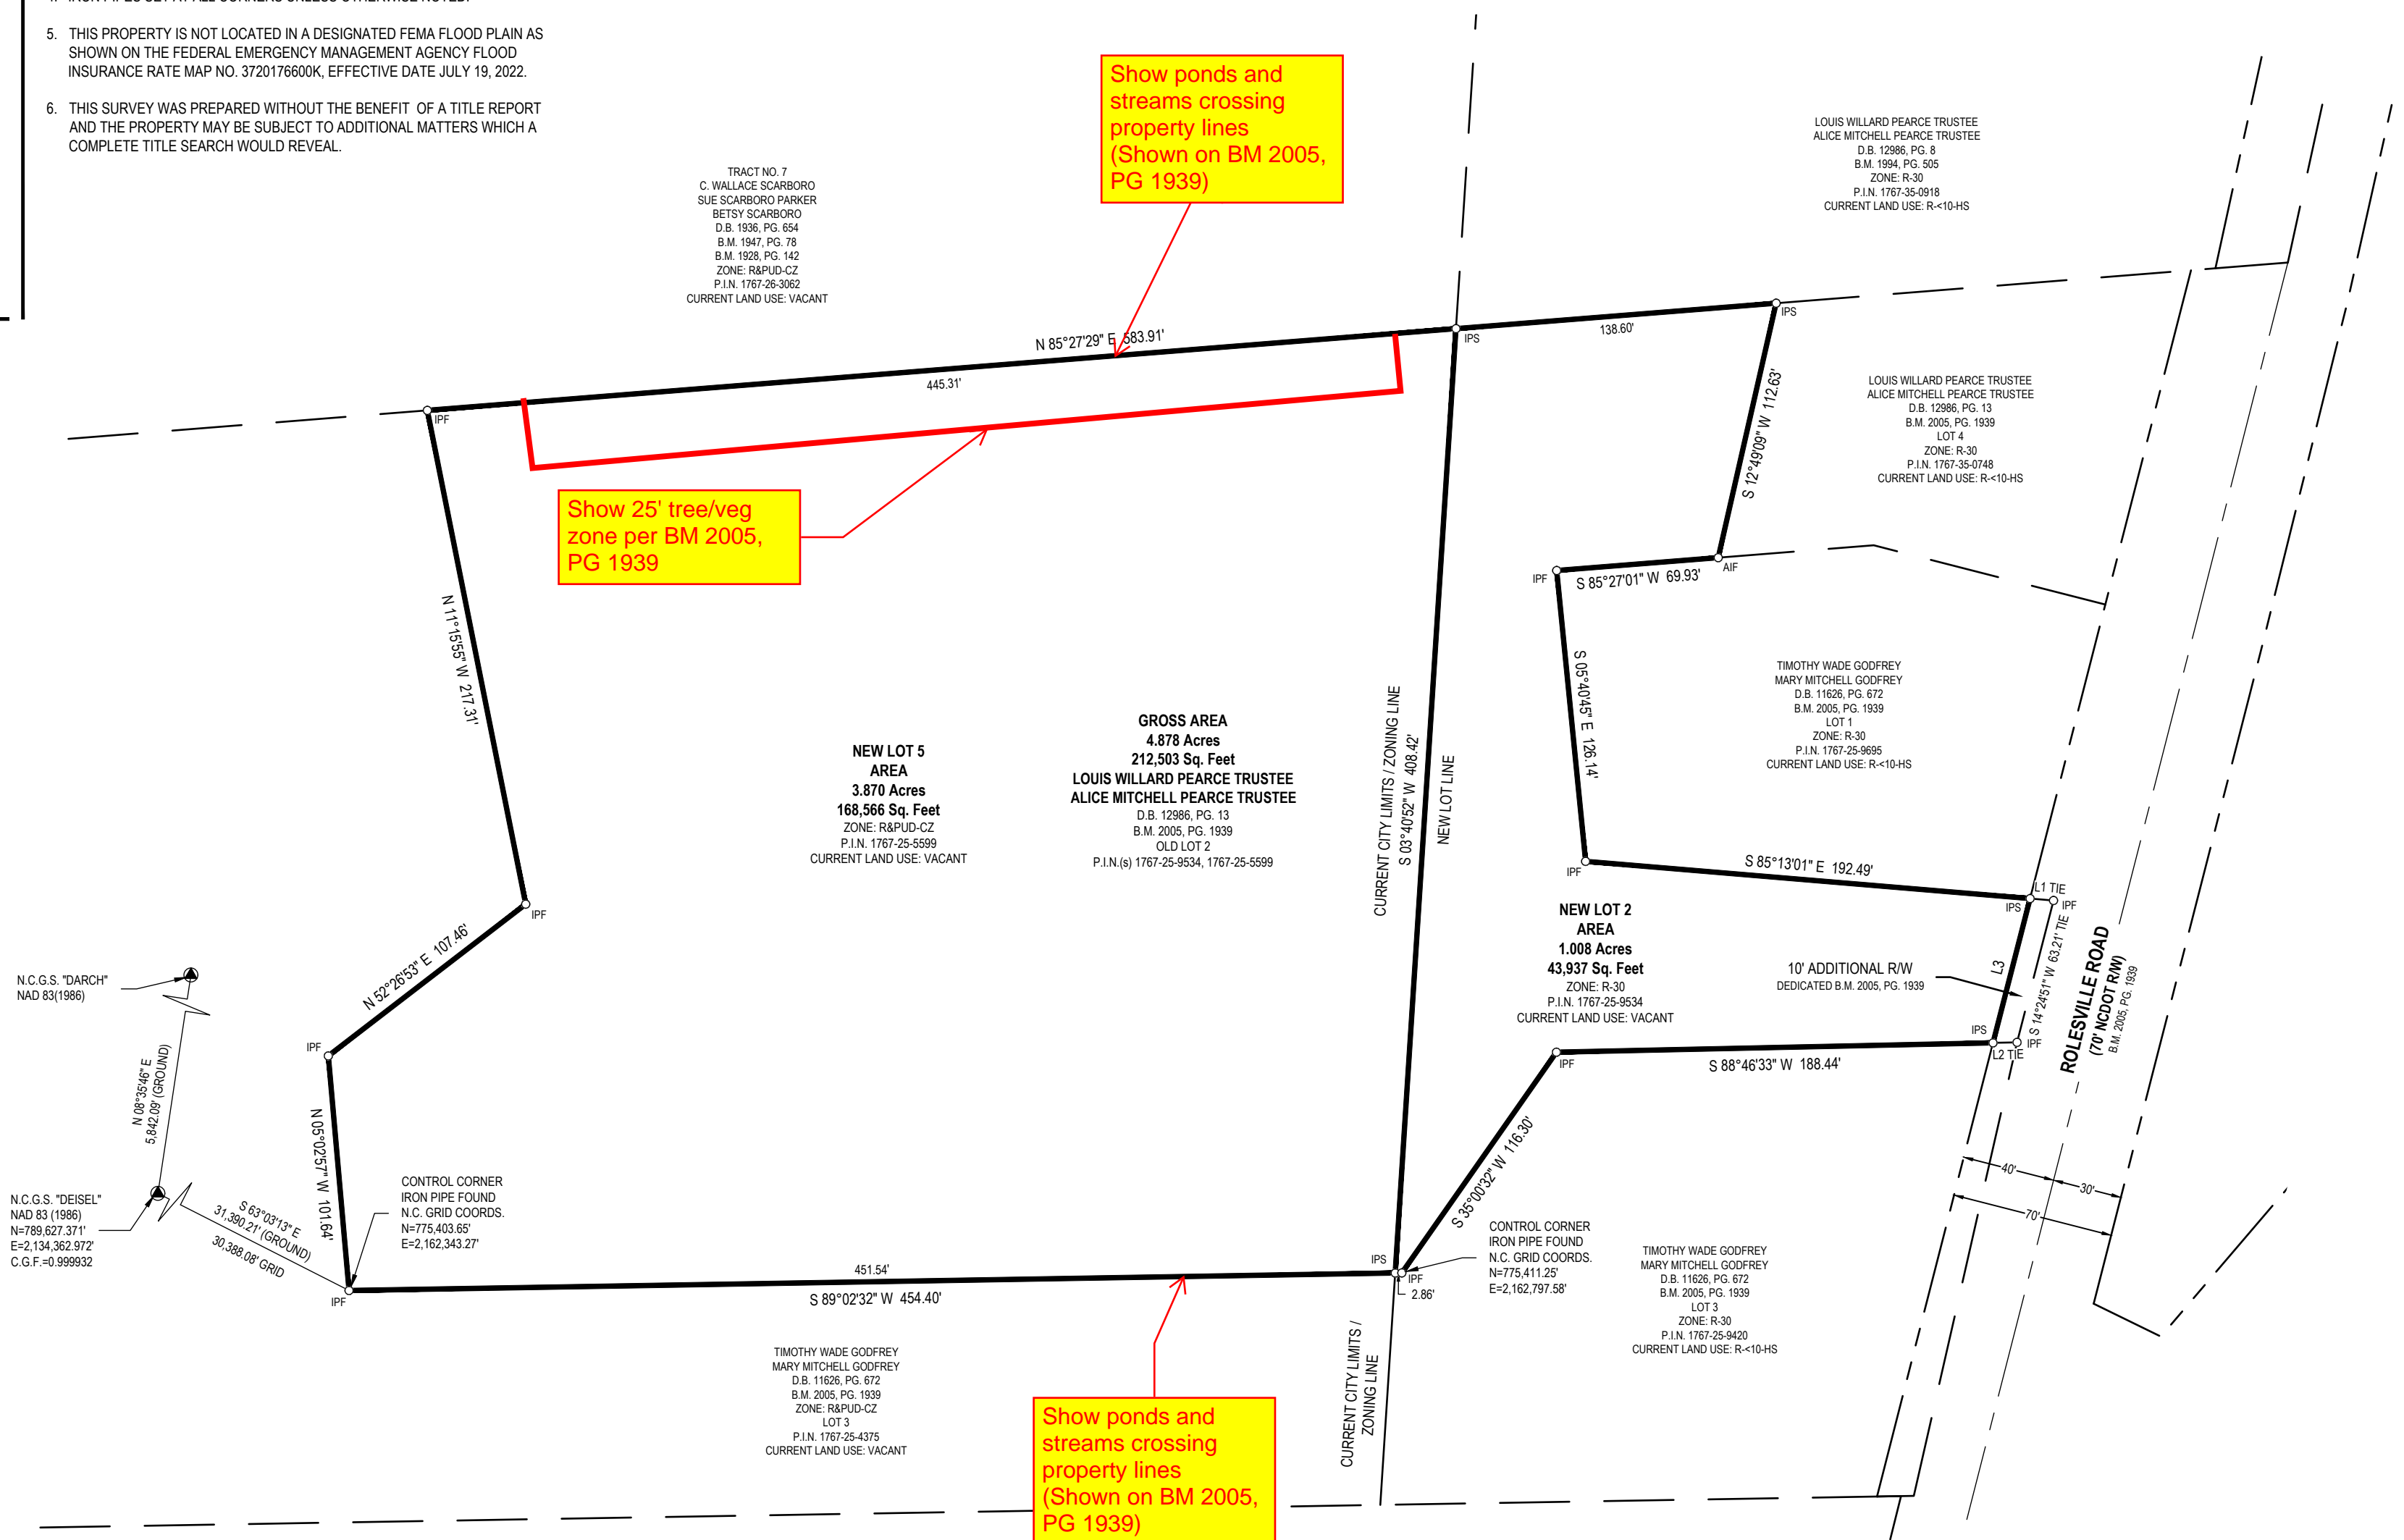 5. THIS PROPERTY IS NOT LOCATED IN A DESIGNATED FEMA FLOOD PLAIN AS
SHOWN ON THE FEDERAL EMERGENCY MANAGEMENT AGENCY FLOOD
INSURANCE RATE MAP NO. 3720176600K, EFFECTIVE DATE JULY 19, 2022.
6. THIS SURVEY WAS PREPARED WITHOUT THE BENEFIT OF A TITLE REPORT
AND THE PROPERTY MAY BE SUBJECT TO ADDITIONAL MATTERS WHICH A
COMPLETE TITLE SEARCH WOULD REVEAL.
Show ponds and
streams crossing
property lines
(Shown on BM 2005,
PG 1939)
LOUIS WILLARD PEARCE TRUSTEE
ALICE MITCHELL PEARCE TRUSTEE
D.B. 12986, PG. 8
B.M. 1994, PG. 505
ZONE: R-30
P.I.N. 1767-35-0918
CURRENT LAND USE: R-<10-HS
TRACT NO. 7
C. WALLACE SCARBORO
SUE SCARBORO PARKER
BETSY SCARBORO
D.B. 1936, PG. 654
B.M. 1947, PG. 78
B.M. 1928, PG. 142
ZONE: R&PUD-CZ
P.I.N. 1767-26-3062
CURRENT LAND USE: VACANT
N 85°27'29" E 583.91'
445.31'
138.60'
IPS
IPS
IPF
LOUIS WILLARD PEARCE TRUSTEE
ALICE MITCHELL PEARCE TRUSTEE
D.B. 12986, PG. 13
B.M. 2005, PG. 1939
LOT 4
ZONE: R-30
P.I.N. 1767-35-0748
CURRENT LAND USE: R-<10-HS
S 12°49'09" W 112.63'
Show 25' tree/veg
zone per BM 2005,
PG 1939
IPF
AIF
S 85°27'01" W 69.93'
N 11°15'55" W 217.31'
S 05°40'45" E 126.14'
TIMOTHY WADE GODFREY
MARY MITCHELL GODFREY
D.B. 11626, PG. 672
B.M. 2005, PG. 1939
LOT 1
ZONE: R-30
P.I.N. 1767-25-9695
CURRENT LAND USE: R-<10-HS
NEW LOT 5
AREA
3.870 Acres
168,566 Sq. Feet
ZONE: R&PUD-CZ
P.I.N. 1767-25-5599
CURRENT LAND USE: VACANT
GROSS AREA
4.878 Acres
212,503 Sq. Feet
LOUIS WILLARD PEARCE TRUSTEE
ALICE MITCHELL PEARCE TRUSTEE
D.B. 12986, PG. 13
B.M. 2005, PG. 1939
OLD LOT 2
P.I.N.(s) 1767-25-9534, 1767-25-5599
CURRENT CITY LIMITS / ZONING LINE
S 03°40'52" W 408.42'
NEW LOT LINE
IPF
S 85°13'01" E 192.49'
L1 TIE
IPS
IPF
IPF
NEW LOT 2
AREA
1.008 Acres
43,937 Sq. Feet
ZONE: R-30
P.I.N. 1767-25-9534
CURRENT LAND USE: VACANT
10' ADDITIONAL R/W
DEDICATED B.M. 2005, PG. 1939
L3
S 14°24'51" W 63.21' TIE
ROLESVILLE ROAD
(70' NCDOT R/W)
B.M. 2005, PG. 1939
IPS
IPF
L2 TIE
N 52°26'53" E 107.46'
N.C.G.S. "DARCH"
NAD 83(1986)
N 08°35'46" E
5,842.09' (GROUND)
IPF
IPF
S 88°46'33" W 188.44'
N 05°02'57" W 101.64'
S 35°00'32" W 116.30'
40'
30'
70'
N.C.G.S. "DEISEL"
NAD 83 (1986)
N=789,627.371'
E=2,134,362.972'
C.G.F.=0.999932
S 63°03'13" E
31,390.21' (GROUND)
30,388.08' GRID
CONTROL CORNER
IRON PIPE FOUND
N.C. GRID COORDS.
N=775,403.65'
E=2,162,343.27'
IPF
451.54'
S 89°02'32" W 454.40'
IPS
IPF
2.86'
CONTROL CORNER
IRON PIPE FOUND
N.C. GRID COORDS.
N=775,411.25'
E=2,162,797.58'
TIMOTHY WADE GODFREY
MARY MITCHELL GODFREY
D.B. 11626, PG. 672
B.M. 2005, PG. 1939
LOT 3
ZONE: R-30
P.I.N. 1767-25-9420
CURRENT LAND USE: R-<10-HS
TIMOTHY WADE GODFREY
MARY MITCHELL GODFREY
D.B. 11626, PG. 672
B.M. 2005, PG. 1939
ZONE: R&PUD-CZ
LOT 3
P.I.N. 1767-25-4375
CURRENT LAND USE: VACANT
CURRENT CITY LIMITS /
ZONING LINE
Show ponds and
streams crossing
property lines
(Shown on BM 2005,
PG 1939)